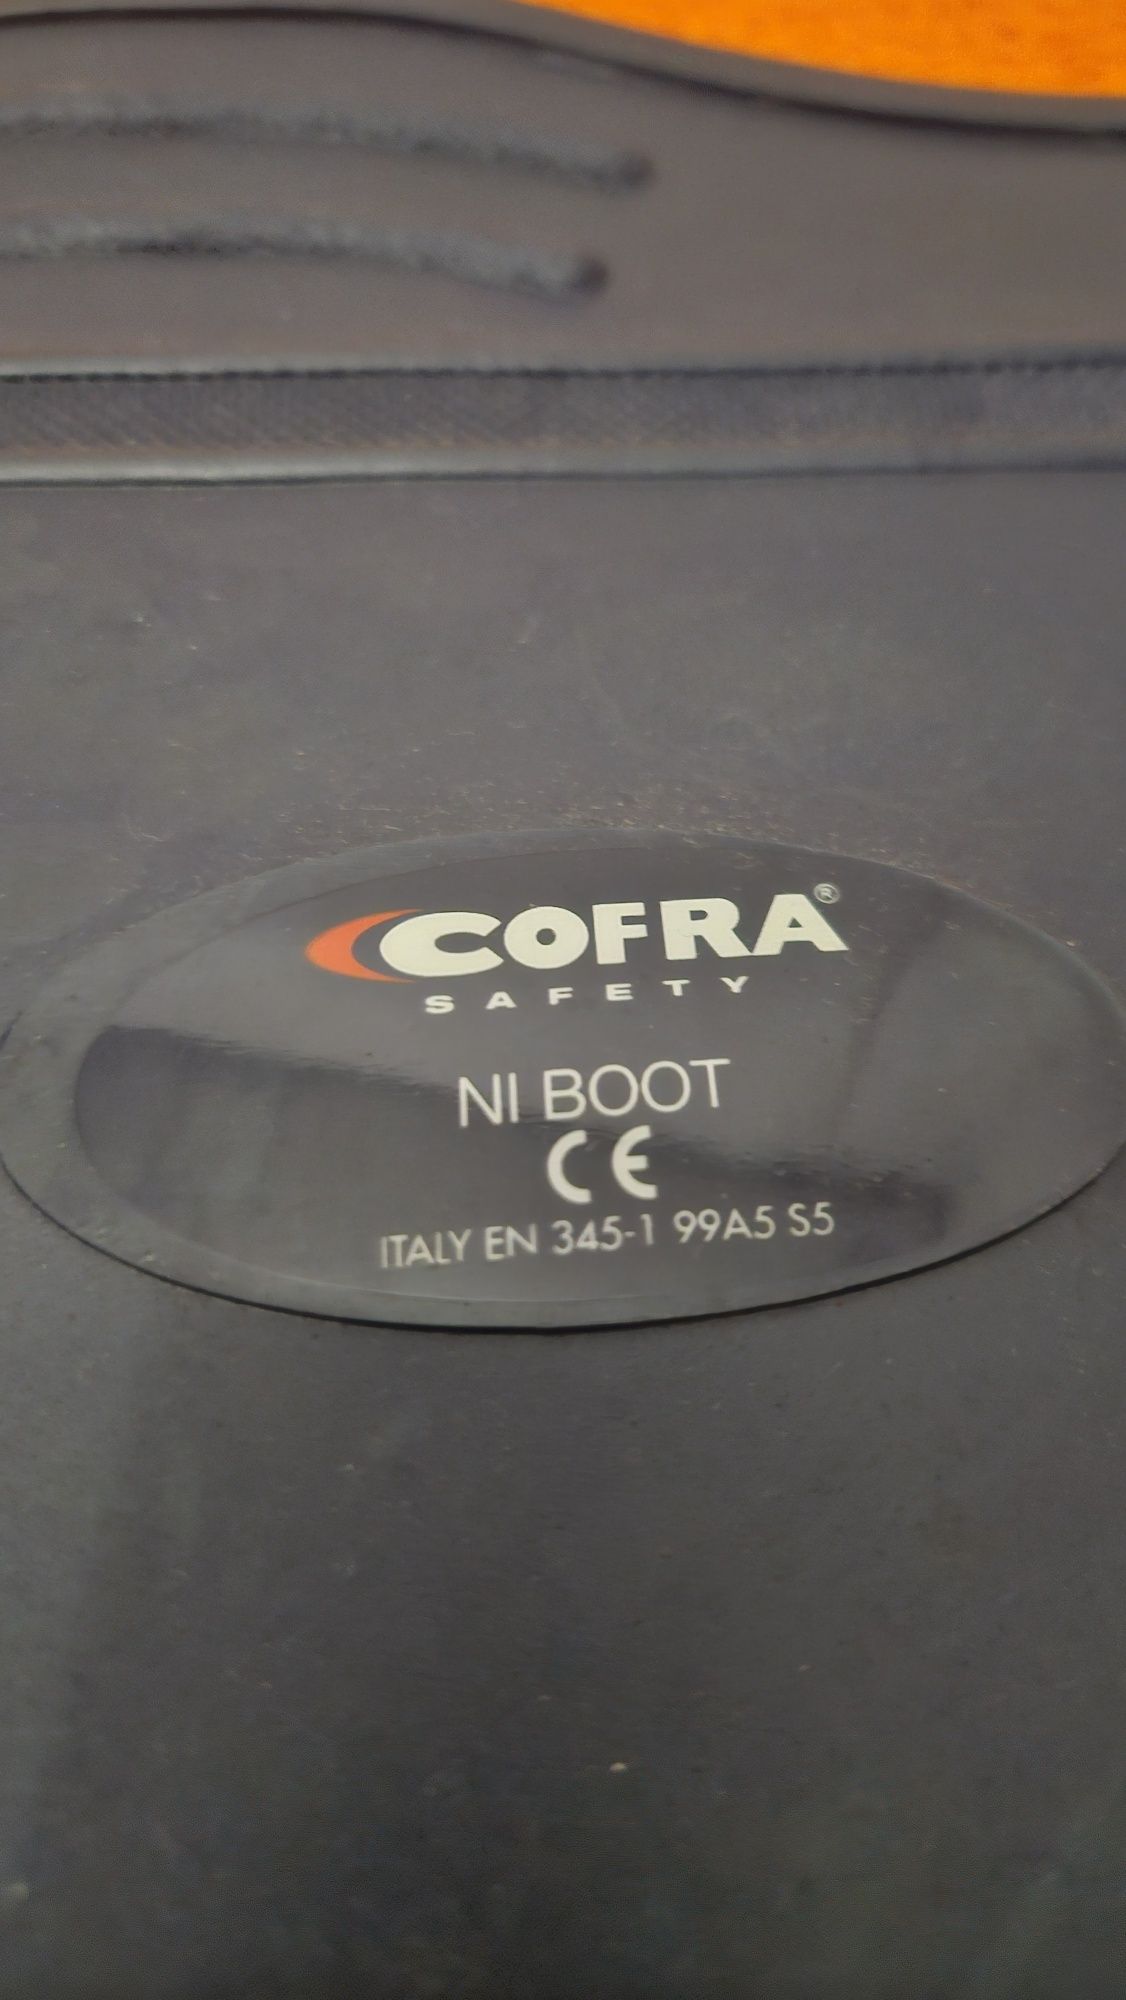 COFRA®
SAFETY
NI BOOT
CE
ITALY EN 345-1 99A5 S5